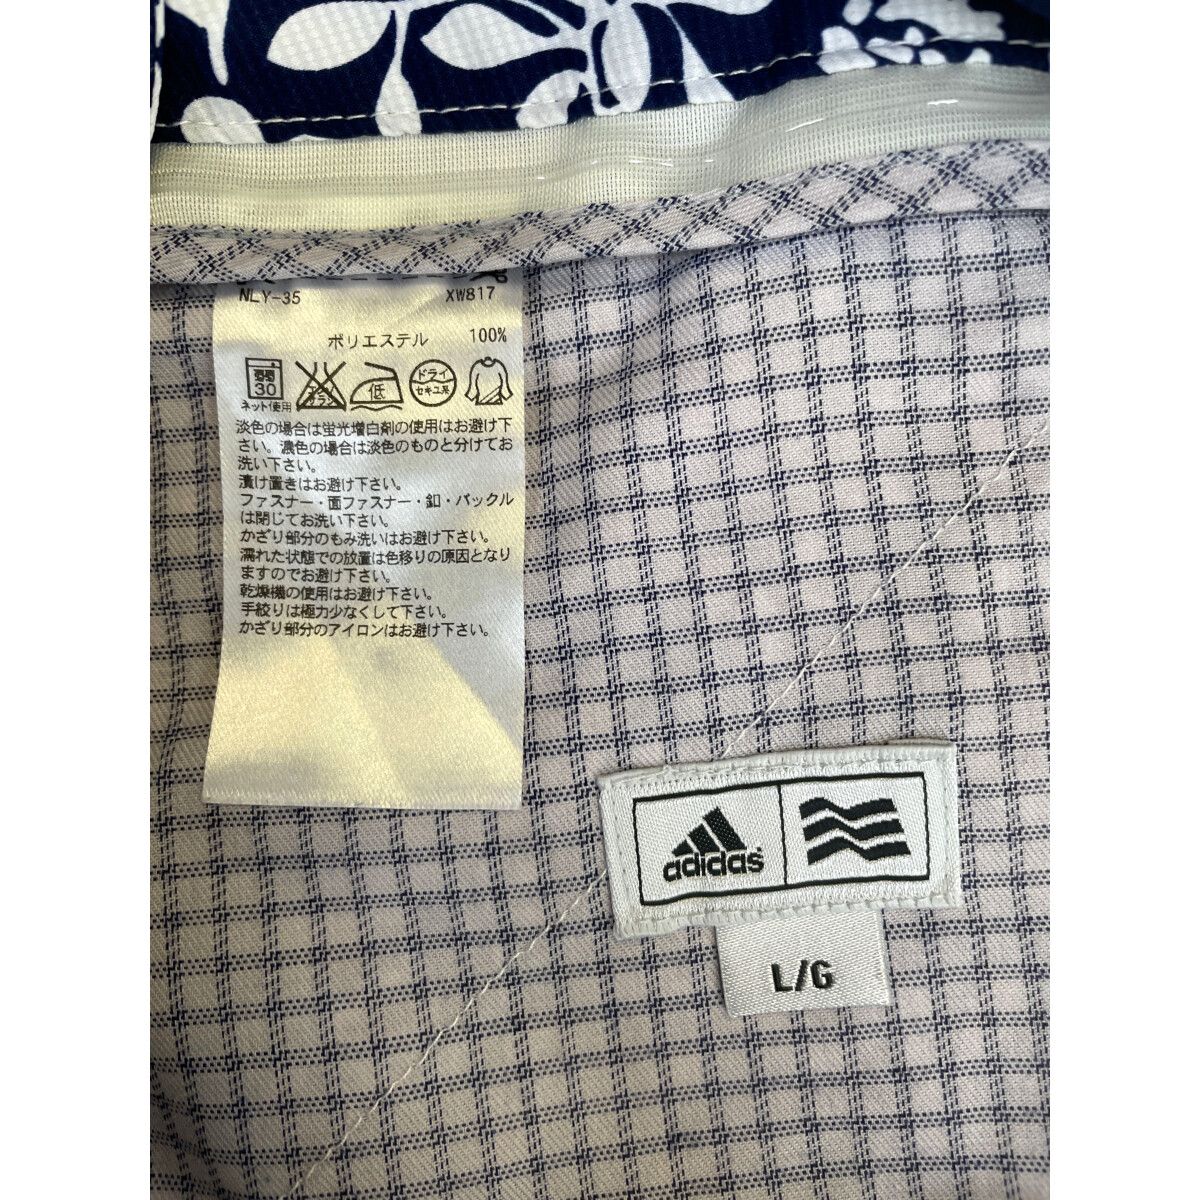 NLY-35 XW817
ポリエステル 100%
弱 30
低
ドライ
セキユ系
ネット使用
淡色の場合は蛍光増白剤の使用はお避け下
さい。濃色の場合は淡色のものと分けてお
洗い下さい。
漬け置きはお避け下さい。
ファスナー・面ファスナー・釦・バックル
は閉じてお洗い下さい。
かざり部分のもみ洗いはお避け下さい。
濡れた状態での放置は色移りの原因となり
ますのでお避け下さい。
乾燥機の使用はお避け下さい。
手絞りは極力少なくして下さい。
かざり部分のアイロンはお避け下さい。
adidas
L/G